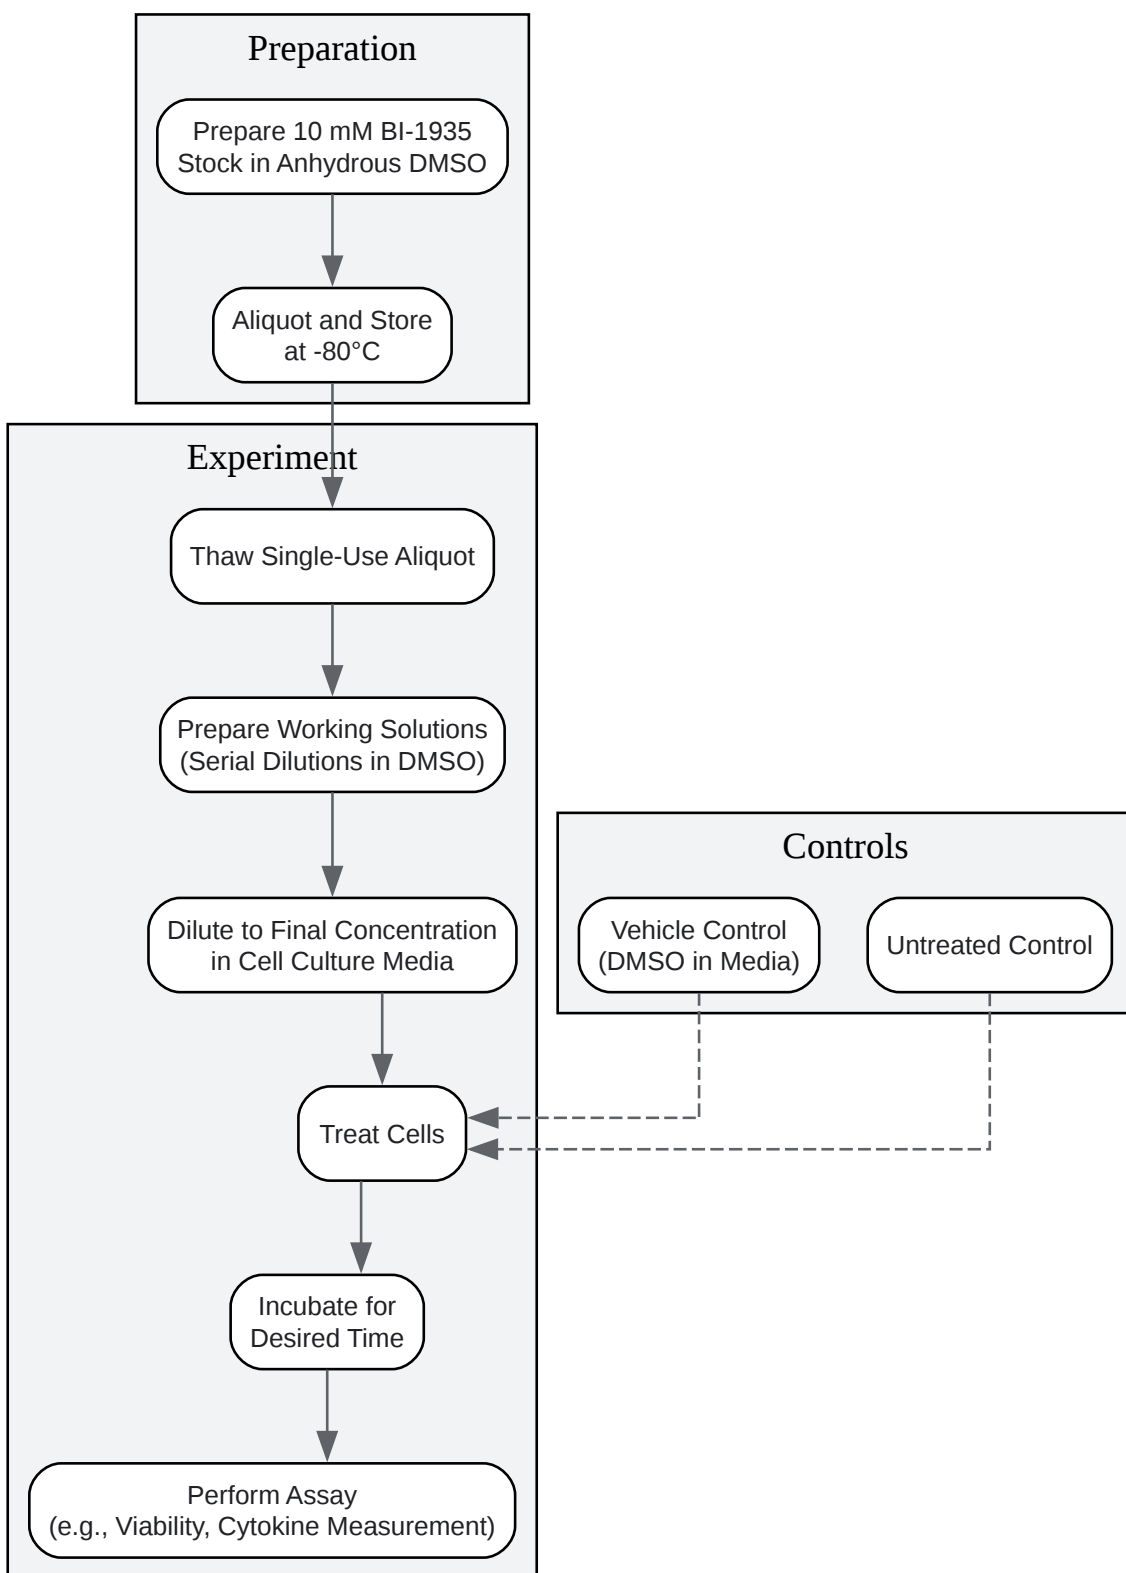 Preparation
Prepare 10 mM BI-1935
Stock in Anhydrous DMSO
Aliquot and Store
at -80°C
Experiment
Thaw Single-Use Aliquot
Prepare Working Solutions
(Serial Dilutions in DMSO)
Dilute to Final Concentration
in Cell Culture Media
Controls
Vehicle Control
(DMSO in Media)
Untreated Control
Treat Cells
Incubate for
Desired Time
Perform Assay
(e.g., Viability, Cytokine Measurement)